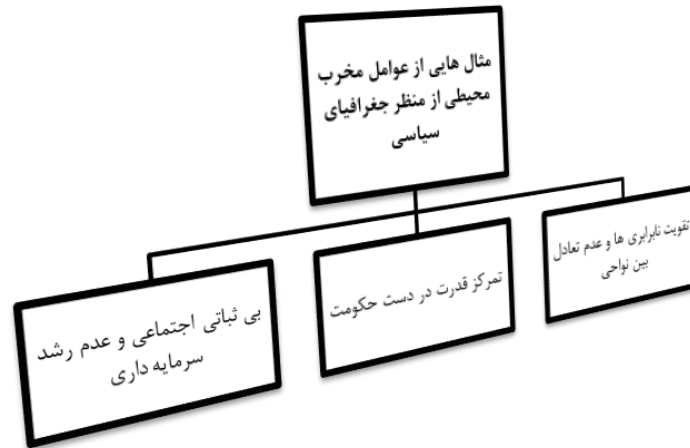 مثال هایی از عوامل مخرب
محیطی از منظر جغرافیای
سیاسی
تقویت نابرابری ها و عدم تعادل
بین نواحی
تمرکز قدرت در دست حکومت
بی ثباتی اجتماعی و عدم رشد
سرمایه داری